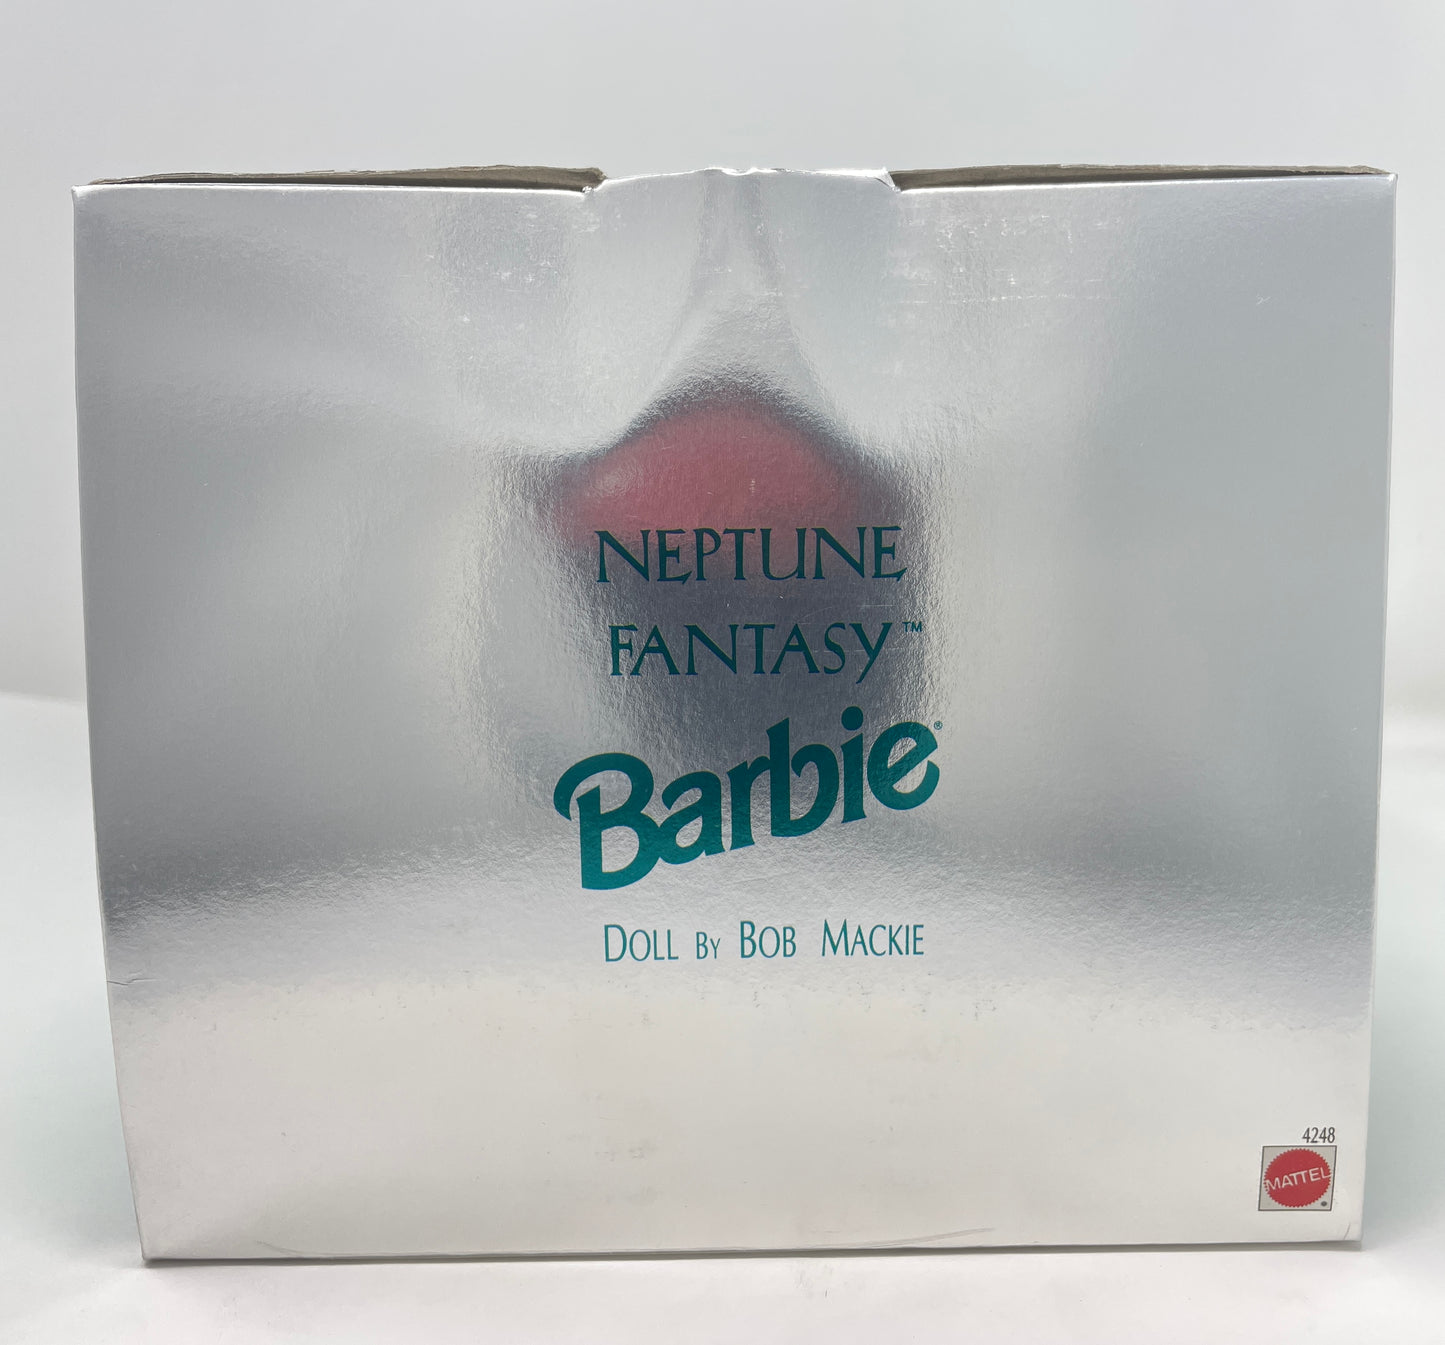 NEPTUNE
FANTASY™
Barbie®
DOLL BY BOB MACKIE
4248
MATTEL®